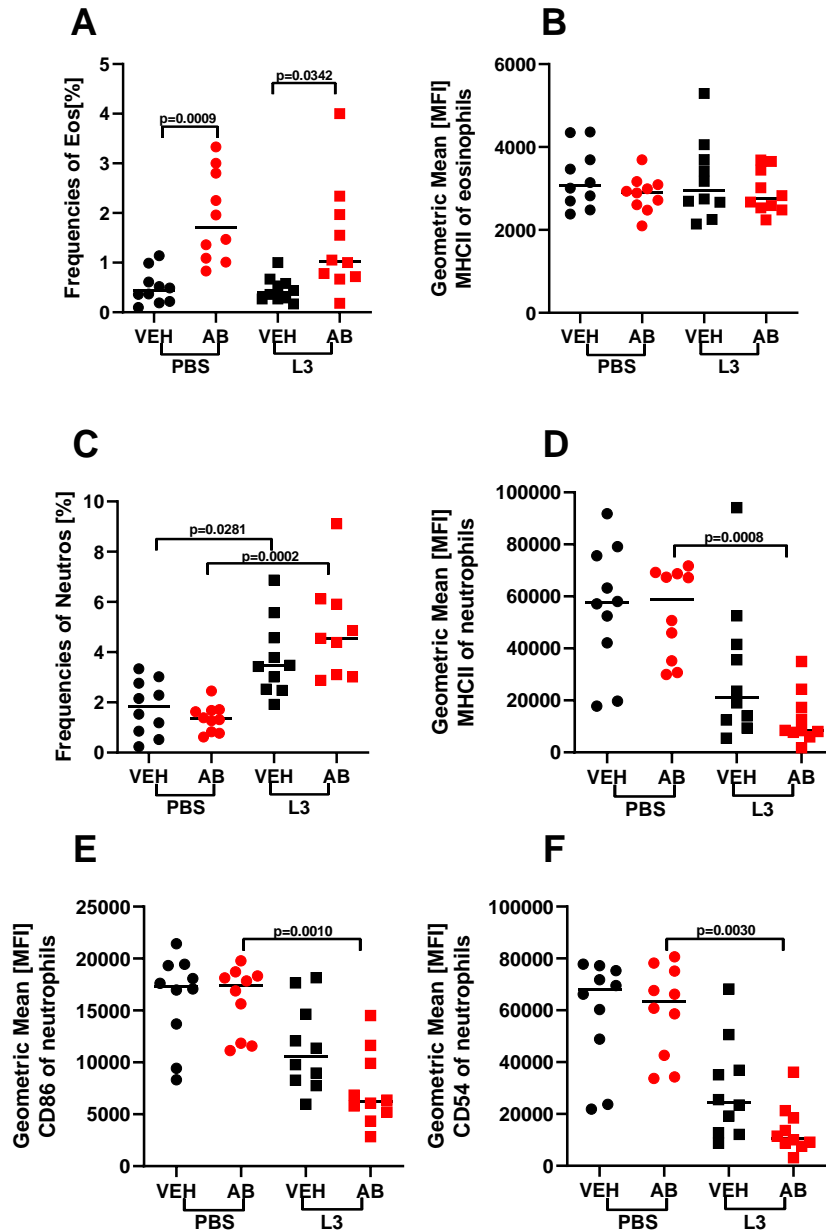 A
Frequencies of Eos[%]
5
4
3
2
1
0
p=0.0009
p=0.0342
VEH AB VEH AB
PBS L3
B
Geometric Mean [MFI]
MHCII of eosinophils
6000
4000
2000
0
VEH AB VEH AB
PBS L3
C
Frequencies of Neutros [%]
10
8
6
4
2
0
p=0.0281
p=0.0002
VEH AB VEH AB
PBS L3
D
Geometric Mean [MFI]
MHCII of neutrophils
100000
80000
60000
40000
20000
0
p=0.0008
VEH AB VEH AB
PBS L3
E
Geometric Mean [MFI]
CD86 of neutrophils
25000
20000
15000
10000
5000
0
p=0.0010
VEH AB VEH AB
PBS L3
F
Geometric Mean [MFI]
CD54 of neutrophils
100000
80000
60000
40000
20000
0
p=0.0030
VEH AB VEH AB
PBS L3